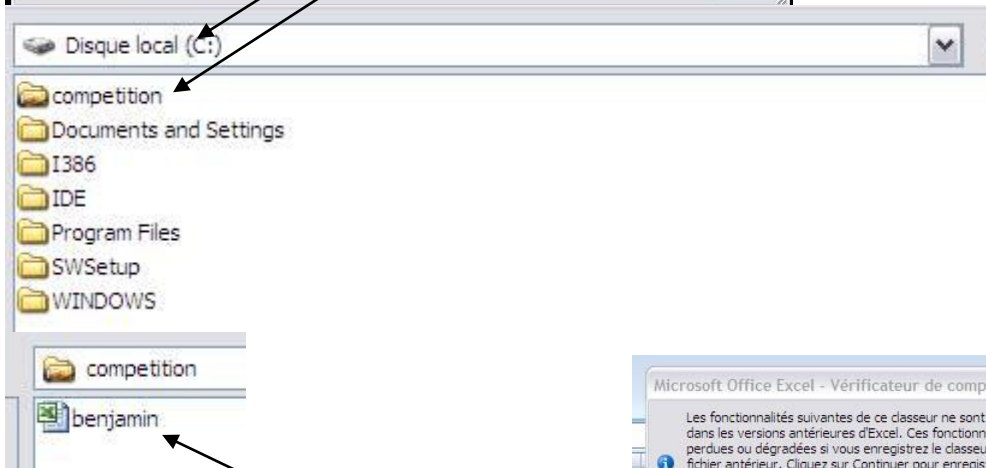 Disque local (C:)
competition
Documents and Settings
I386
IDE
Program Files
SWSetup
WINDOWS
competition
benjamin
Microsoft Office Excel - Vérificateur de comp
Les fonctionnalités suivantes de ce classeur ne sont
dans les versions antérieures d'Excel. Ces fonctionn
perdues ou dégradées si vous enregistrez le classeu
fichier antérieur. Cliquez sur Continuer pour enregis